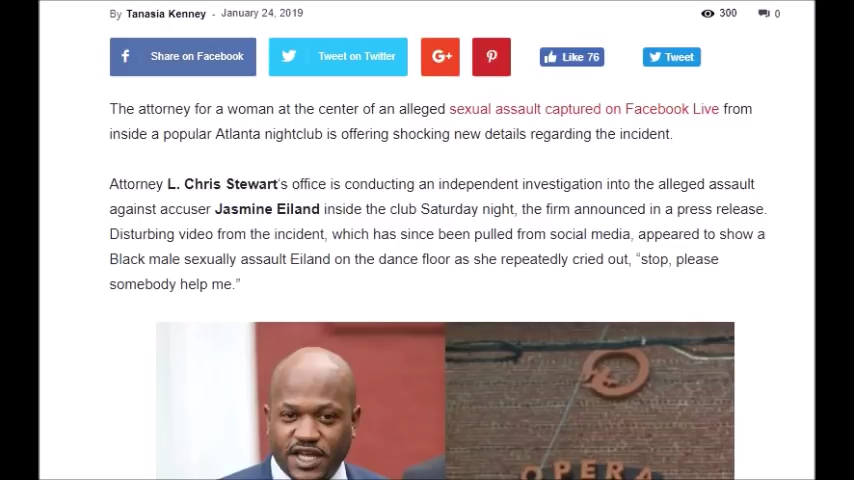 By Tanasia Kenney - January 24, 2019 300 0
f Share on Facebook Tweet on Twitter G+ Like 76 Tweet
The attorney for a woman at the center of an alleged sexual assault captured on Facebook Live from
inside a popular Atlanta nightclub is offering shocking new details regarding the incident.
Attorney L. Chris Stewart's office is conducting an independent investigation into the alleged assault
against accuser Jasmine Eiland inside the club Saturday night, the firm announced in a press release.
Disturbing video from the incident, which has since been pulled from social media, appeared to show a
Black male sexually assault Eiland on the dance floor as she repeatedly cried out, “stop, please
somebody help me.”
OPERA